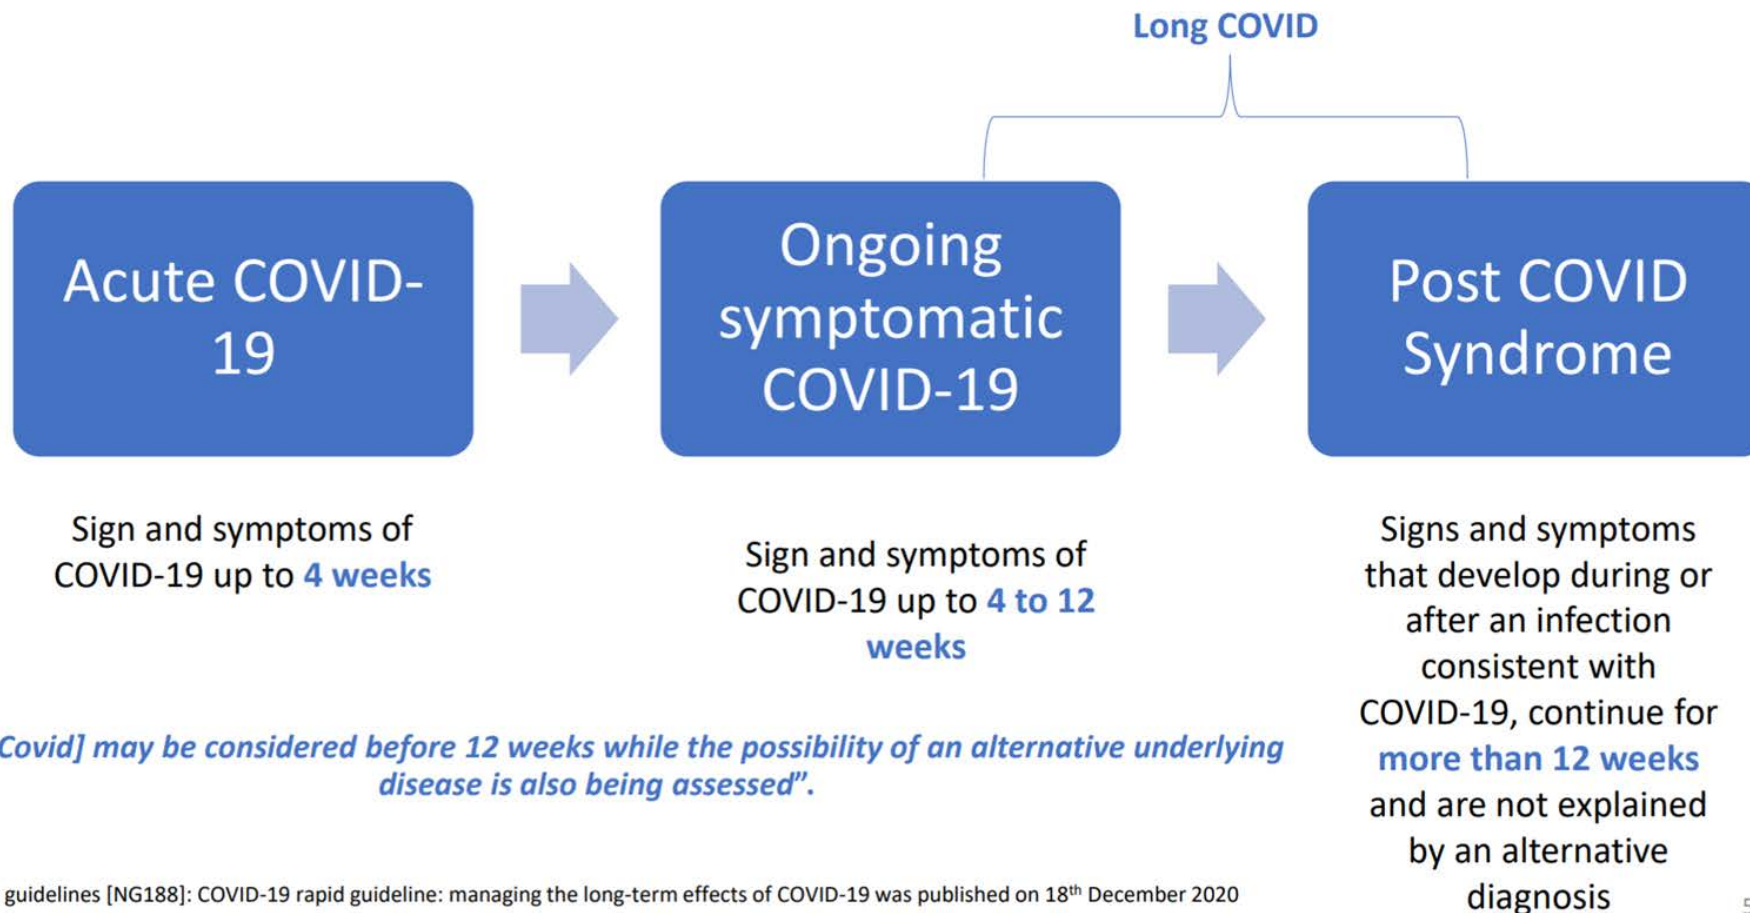 Long COVID
Acute COVID-
19
Ongoing
symptomatic
COVID-19
Post COVID
Syndrome
Sign and symptoms of
COVID-19 up to 4 weeks
Sign and symptoms of
COVID-19 up to 4 to 12
weeks
Signs and symptoms
that develop during or
after an infection
consistent with
COVID-19, continue for
more than 12 weeks
and are not explained
by an alternative
diagnosis
Covid] may be considered before 12 weeks while the possibility of an alternative underlying
disease is also being assessed”.
guidelines [NG188]: COVID-19 rapid guideline: managing the long-term effects of COVID-19 was published on 18th December 2020